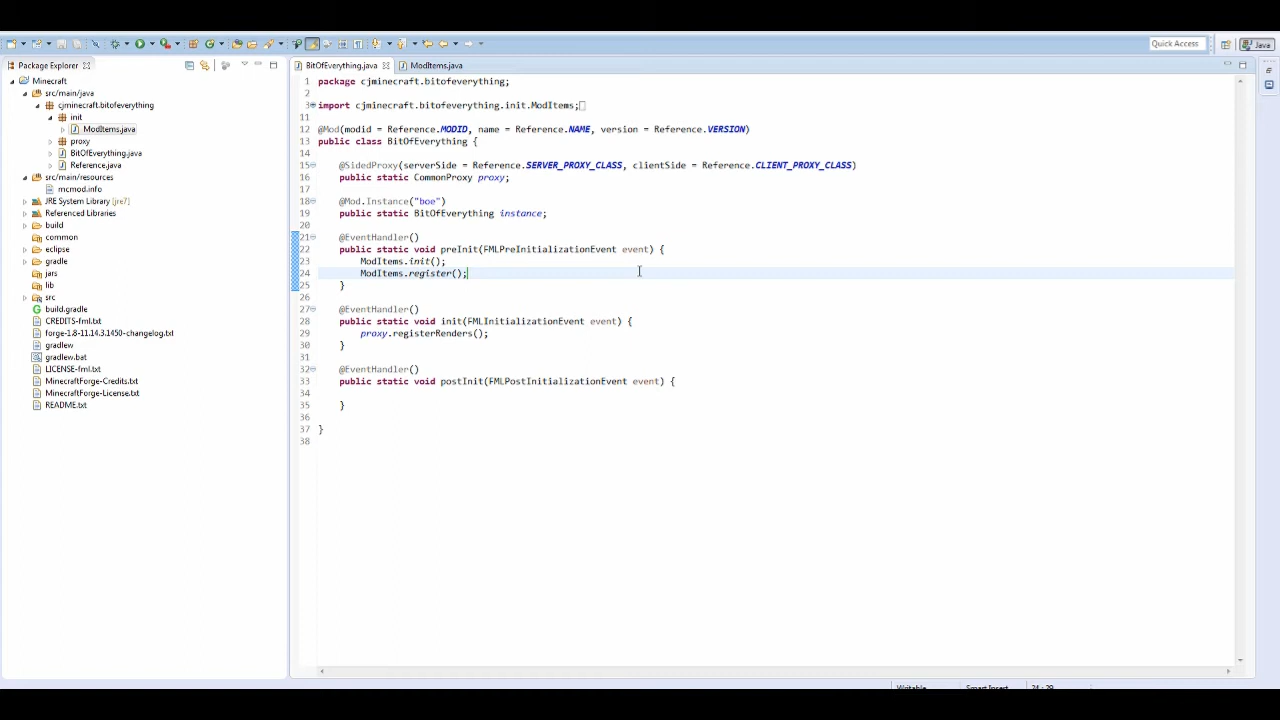 Quick Access
Java
Package Explorer
Minecraft
src/main/java
cjminecraft.bitofeverything
init
ModItems.java
proxy
BitOfEverything.java
Reference.java
src/main/resources
mcmod.info
JRE System Library [jre7]
Referenced Libraries
build
common
eclipse
gradle
jars
lib
src
build.gradle
CREDITS-fml.txt
forge-1.8-11.14.3.1450-changelog.txt
gradlew
gradlew.bat
LICENSE-fml.txt
MinecraftForge-Credits.txt
MinecraftForge-License.txt
README.txt
BitOfEverything.java
ModItems.java
1 package cjminecraft.bitofeverything;
2
3 import cjminecraft.bitofeverything.init.ModItems;
11
12 @Mod(modid = Reference.MODID, name = Reference.NAME, version = Reference.VERSION)
13 public class BitOfEverything {
14
15 @SidedProxy(serverSide = Reference.SERVER_PROXY_CLASS, clientSide = Reference.CLIENT_PROXY_CLASS)
16 public static CommonProxy proxy;
17
18 @Mod.Instance("boe")
19 public static BitOfEverything instance;
20
21 @EventHandler()
22 public static void preInit(FMLPreInitializationEvent event) {
23 ModItems.init();
24 ModItems.register();
25 }
26
27 @EventHandler()
28 public static void init(FMLInitializationEvent event) {
29 proxy.registerRenders();
30 }
31
32 @EventHandler()
33 public static void postInit(FMLPostInitializationEvent event) {
34
35 }
36
37 }
38
Writable
Smart Insert
24 : 29